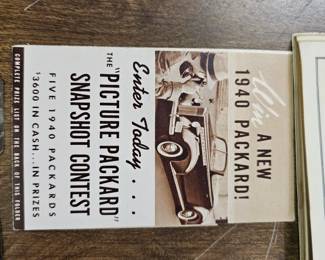 Win A NEW
1940 PACKARD!
Enter Today...
THE "PICTURE PACKARD"
SNAPSHOT CONTEST
FIVE 1940 PACKARDS
$3600 IN CASH...IN PRIZES
COMPLETE PRIZE LIST ON THE BACK OF THIS FOLDER